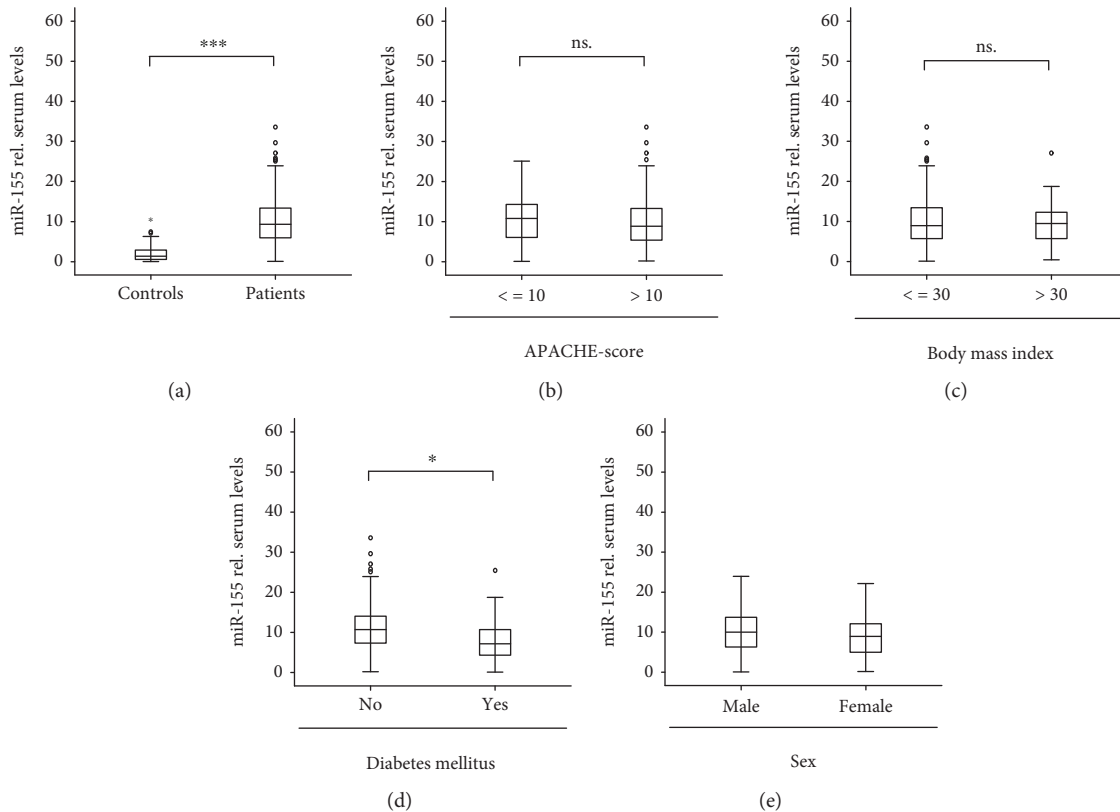 miR-155 rel. serum levels
60
50
40
30
20
10
0
***
*
Controls Patients
(a)
miR-155 rel. serum levels
60
50
40
30
20
10
0
ns.
< = 10 > 10
APACHE-score
(b)
miR-155 rel. serum levels
60
50
40
30
20
10
0
ns.
< = 30 > 30
Body mass index
(c)
miR-155 rel. serum levels
60
50
40
30
20
10
0
*
No Yes
Diabetes mellitus
(d)
miR-155 rel. serum levels
60
50
40
30
20
10
0
Male Female
Sex
(e)